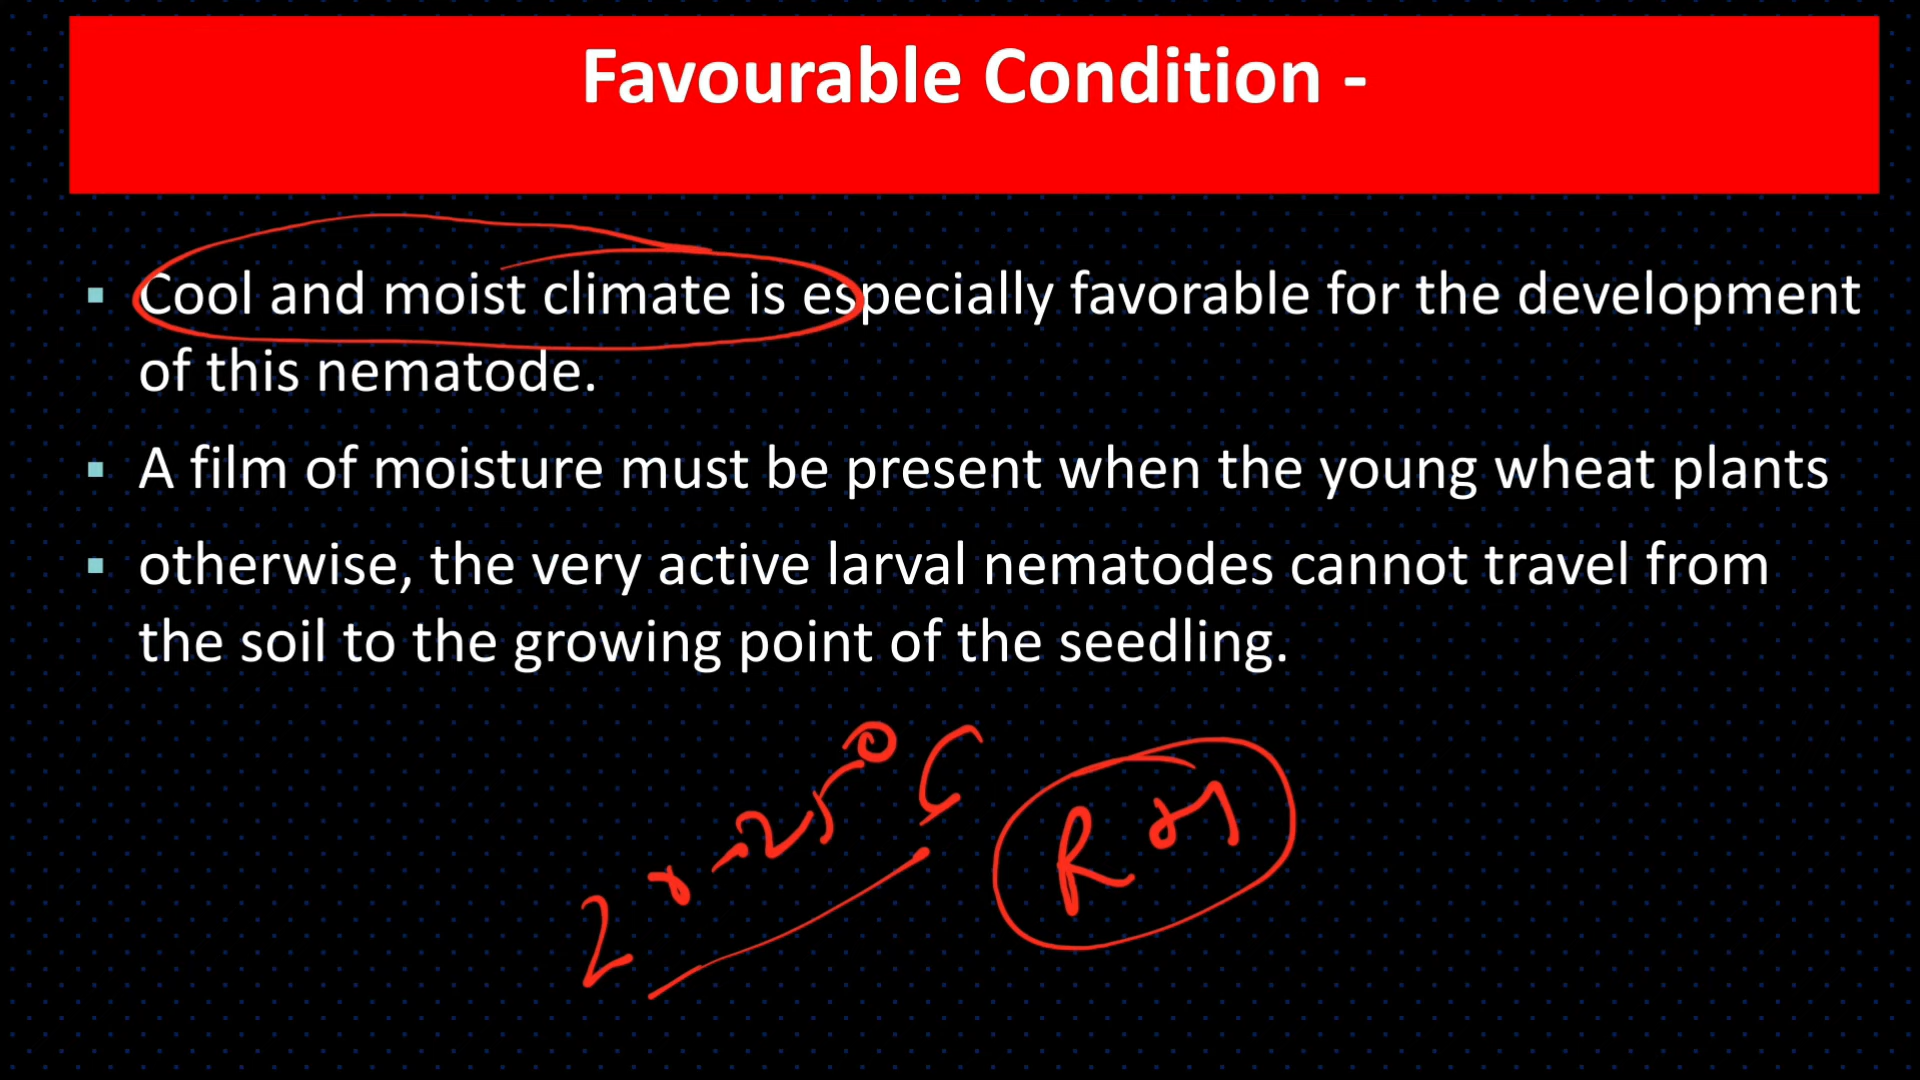 Favourable Condition -
▪ Cool and moist climate is especially favorable for the development
of this nematode.
▪ A film of moisture must be present when the young wheat plants
▪ otherwise, the very active larval nematodes cannot travel from
the soil to the growing point of the seedling.